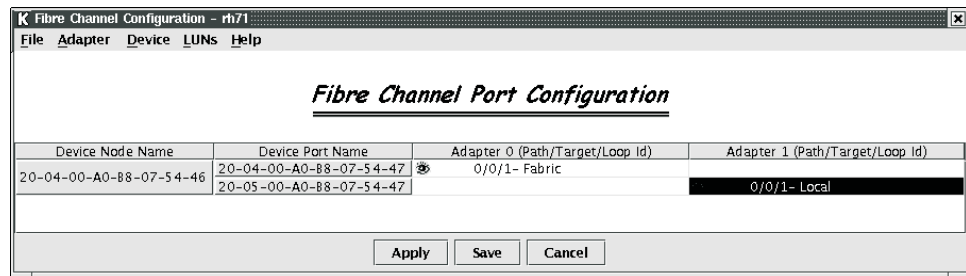 Fibre Channel Configuration - rh71
File Adapter Device LUNs Help
Fibre Channel Port Configuration
Device Node Name Device Port Name Adapter 0 (Path/Target/Loop Id) Adapter 1 (Path/Target/Loop Id)
20-04-00-A0-B8-07-54-46 20-04-00-A0-B8-07-54-47 0/0/1- Fabric
20-05-00-A0-B8-07-54-47 0/0/1- Local
Apply Save Cancel